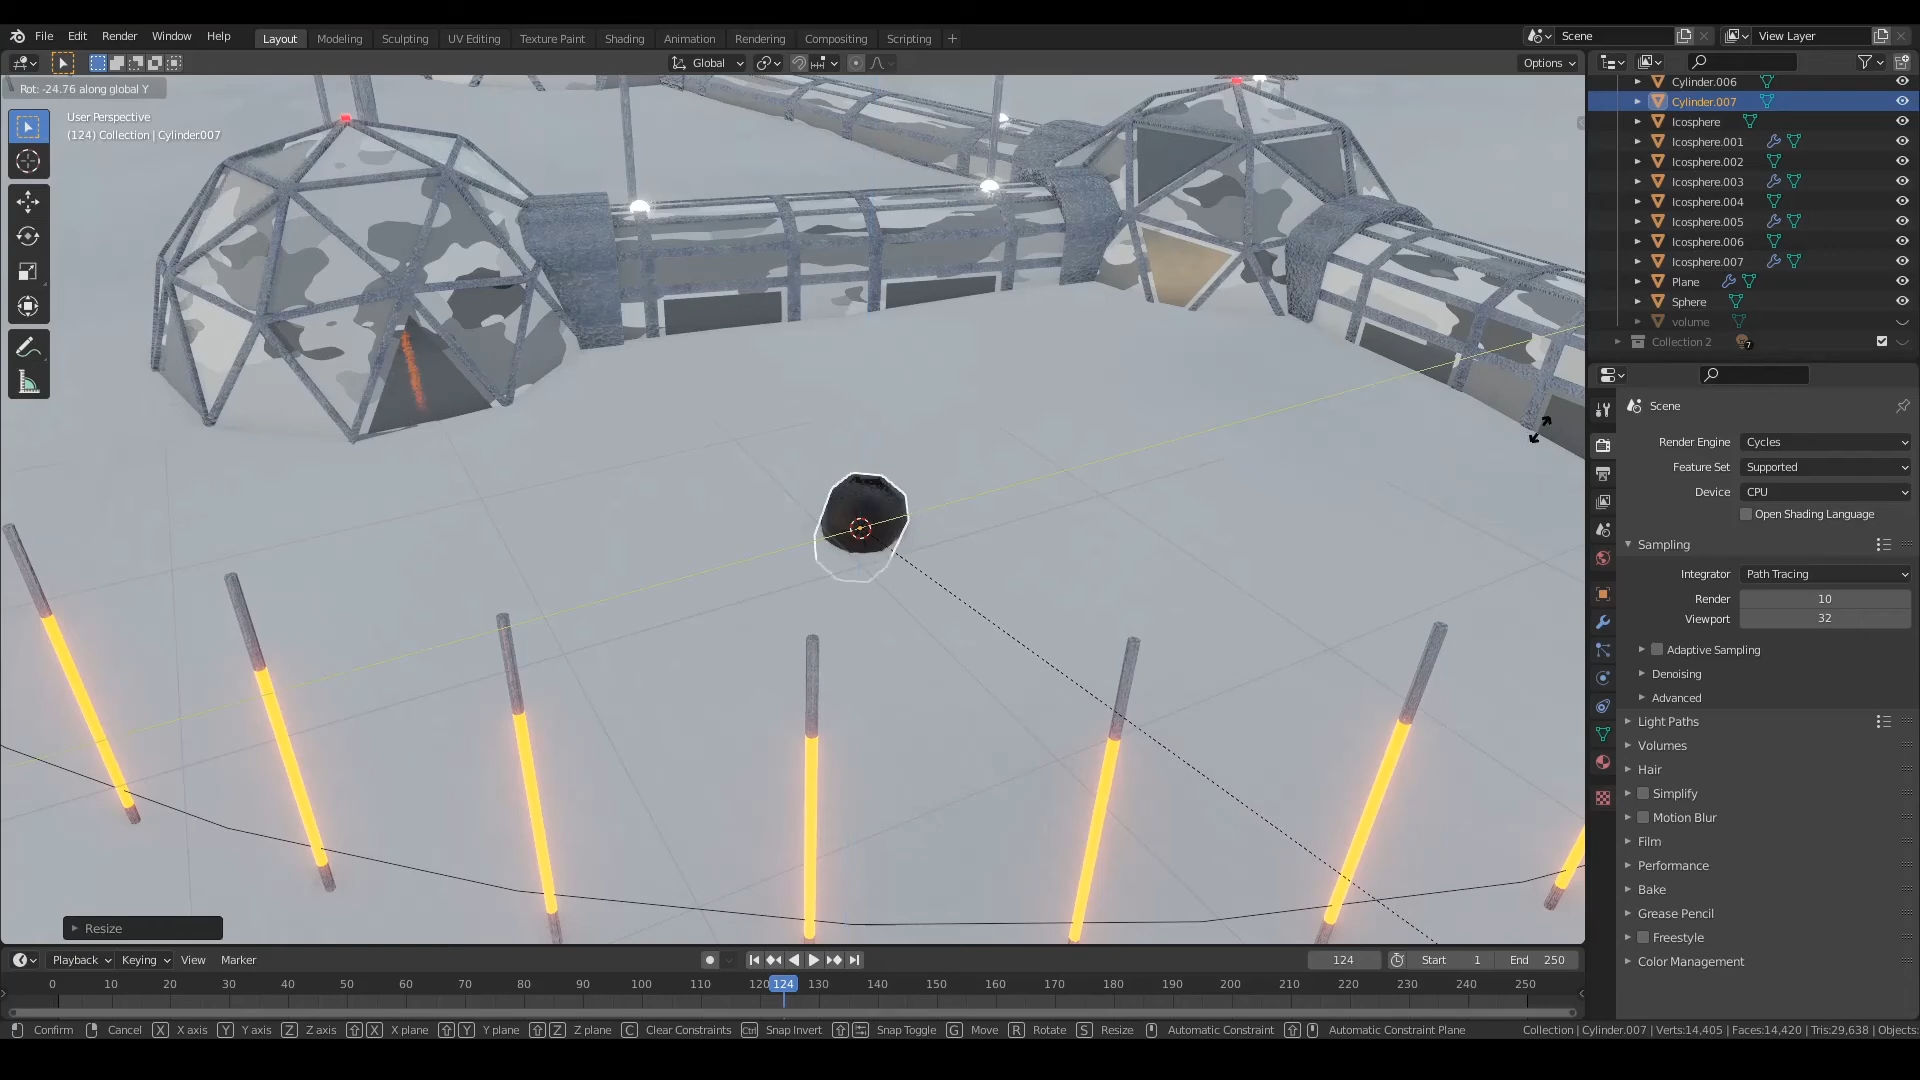 File Edit Render Window Help Layout Modeling Sculpting UV Editing Texture Paint Shading Animation Rendering Compositing Scripting + Scene View Layer
Global Options
Rot: -24.76 along global Y
User Perspective
(124) Collection | Cylinder.007
Cylinder.006
Cylinder.007
Icosphere
Icosphere.001
Icosphere.002
Icosphere.003
Icosphere.004
Icosphere.005
Icosphere.006
Icosphere.007
Plane
Sphere
volume
Collection 2 7
Scene
Render Engine Cycles
Feature Set Supported
Device CPU
Open Shading Language
Sampling
Integrator Path Tracing
Render 10
Viewport 32
Adaptive Sampling
Denoising
Advanced
Light Paths
Volumes
Hair
Simplify
Motion Blur
Film
Performance
Bake
Grease Pencil
Freestyle
Color Management
Resize
Playback Keying View Marker 124 Start 1 End 250
0 10 20 30 40 50 60 70 80 90 100 110 120 124 130 140 150 160 170 180 190 200 210 220 230 240 250
Confirm Cancel X X axis Y Y axis Z Z axis X X plane Y Y plane Z Z plane C Clear Constraints Ctrl Snap Invert Snap Toggle G Move R Rotate S Resize Automatic Constraint Automatic Constraint Plane Collection | Cylinder.007 | Verts:14,405 | Faces:14,420 | Tris:29,638 | Objects: